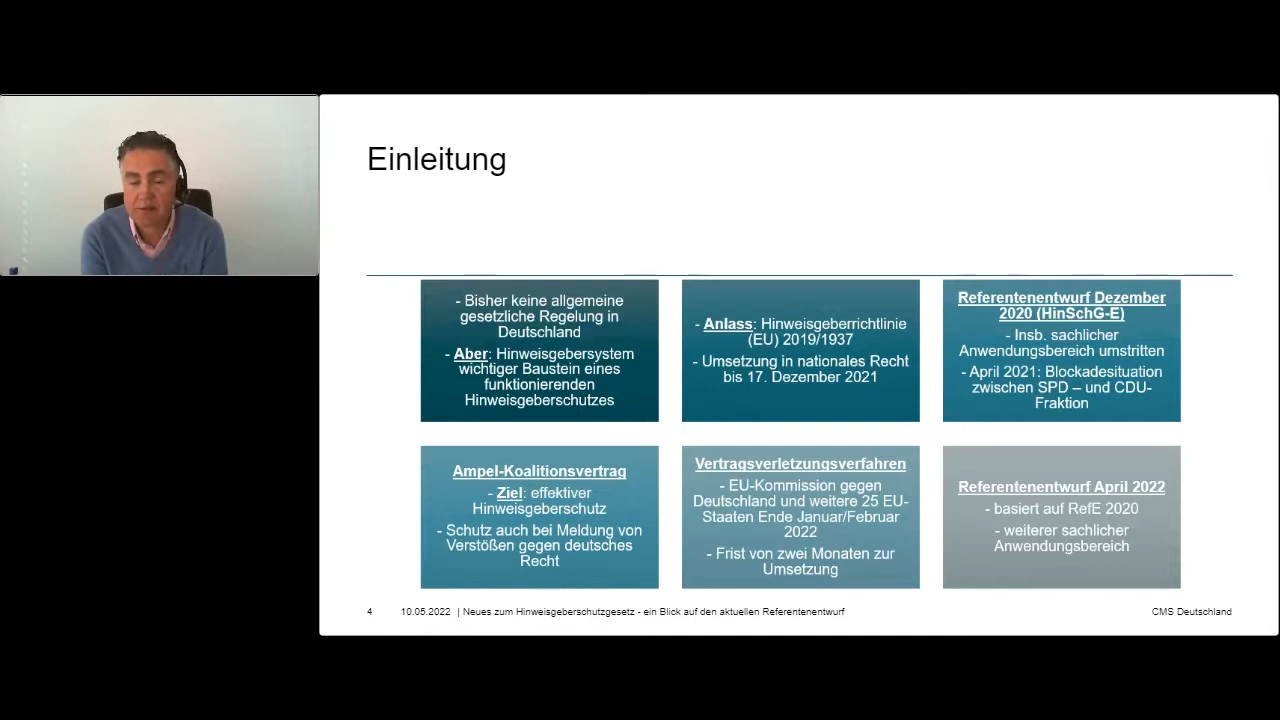 Einleitung
- Bisher keine allgemeine
gesetzliche Regelung in
Deutschland
- Aber: Hinweisgebersystem
wichtiger Baustein eines
funktionierenden
Hinweisgeberschutzes
- Anlass: Hinweisgeberrichtlinie
(EU) 2019/1937
- Umsetzung in nationales Recht
bis 17. Dezember 2021
Referentenentwurf Dezember
2020 (HinSchG-E)
- Insb. sachlicher
Anwendungsbereich umstritten
- April 2021: Blockadesituation
zwischen SPD – und CDU-
Fraktion
Ampel-Koalitionsvertrag
- Ziel: effektiver
Hinweisgeberschutz
- Schutz auch bei Meldung von
Verstößen gegen deutsches
Recht
Vertragsverletzungsverfahren
- EU-Kommission gegen
Deutschland und weitere 25 EU-
Staaten Ende Januar/Februar
2022
- Frist von zwei Monaten zur
Umsetzung
Referentenentwurf April 2022
- basiert auf RefE 2020
- weiterer sachlicher
Anwendungsbereich
4 10.05.2022 | Neues zum Hinweisgeberschutzgesetz - ein Blick auf den aktuellen Referentenentwurf CMS Deutschland